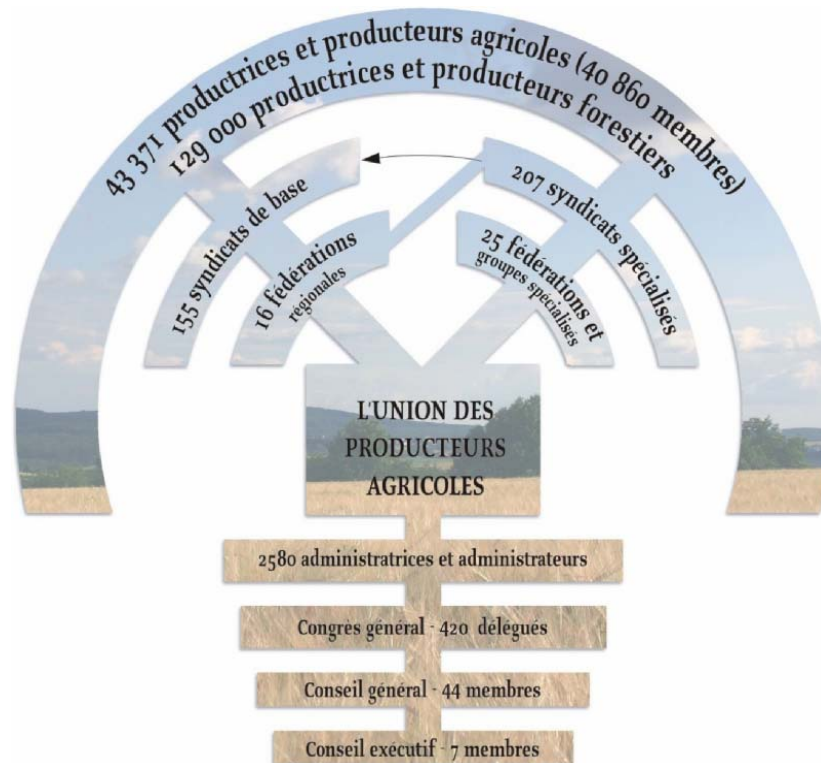 43 371 productrices et producteurs agricoles (40 860 membres)
129 000 productrices et producteurs forestiers
155 syndicats de base
16 fédérations
régionales
207 syndicats spécialisés
25 fédérations et
groupes spécialisés
L'UNION DES
PRODUCTEURS
AGRICOLES
2580 administratrices et administrateurs
Congrès général - 420 délégués
Conseil général - 44 membres
Conseil exécutif - 7 membres